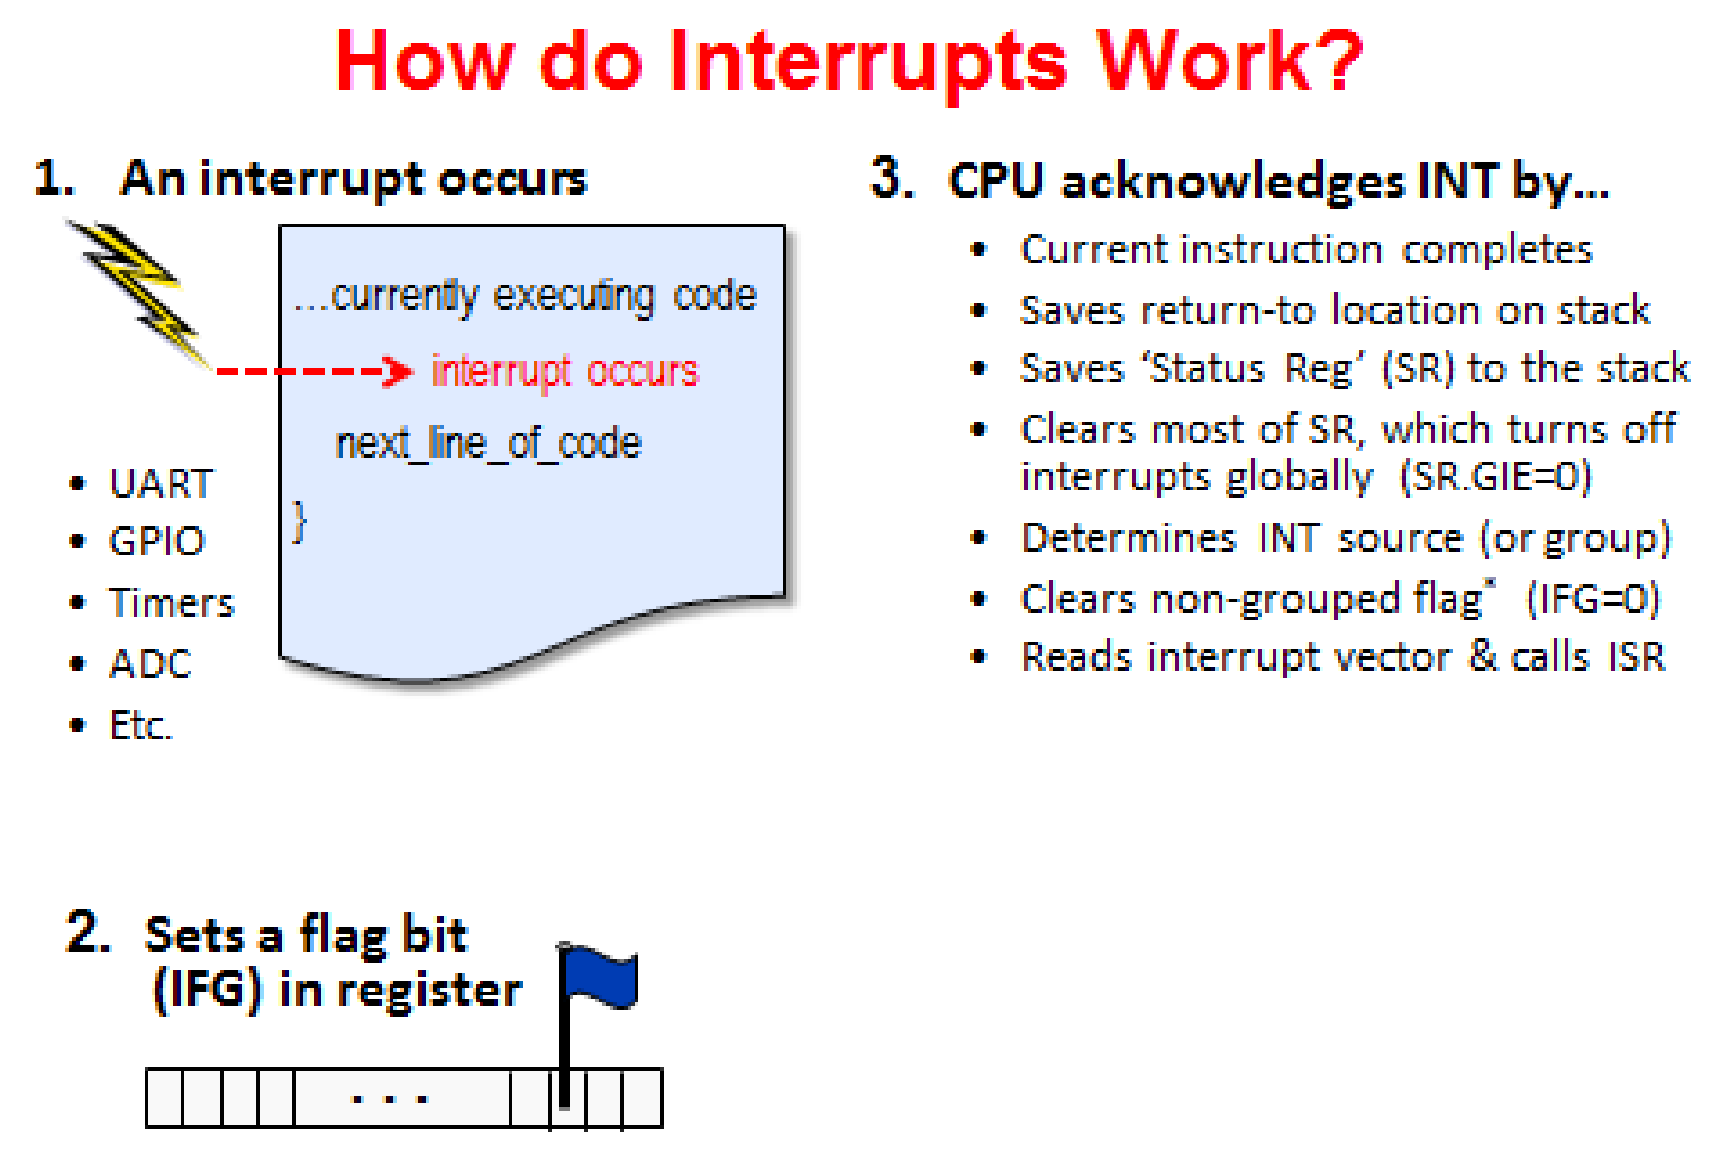 How do Interrupts Work?
1. An interrupt occurs
...currently executing code
interrupt occurs
next_line_of_code
}
• UART
• GPIO
• Timers
• ADC
• Etc.
2. Sets a flag bit
(IFG) in register
. . .
3. CPU acknowledges INT by...
• Current instruction completes
• Saves return-to location on stack
• Saves ‘Status Reg’ (SR) to the stack
• Clears most of SR, which turns off
interrupts globally (SR.GIE=0)
• Determines INT source (or group)
• Clears non-grouped flag* (IFG=0)
• Reads interrupt vector & calls ISR